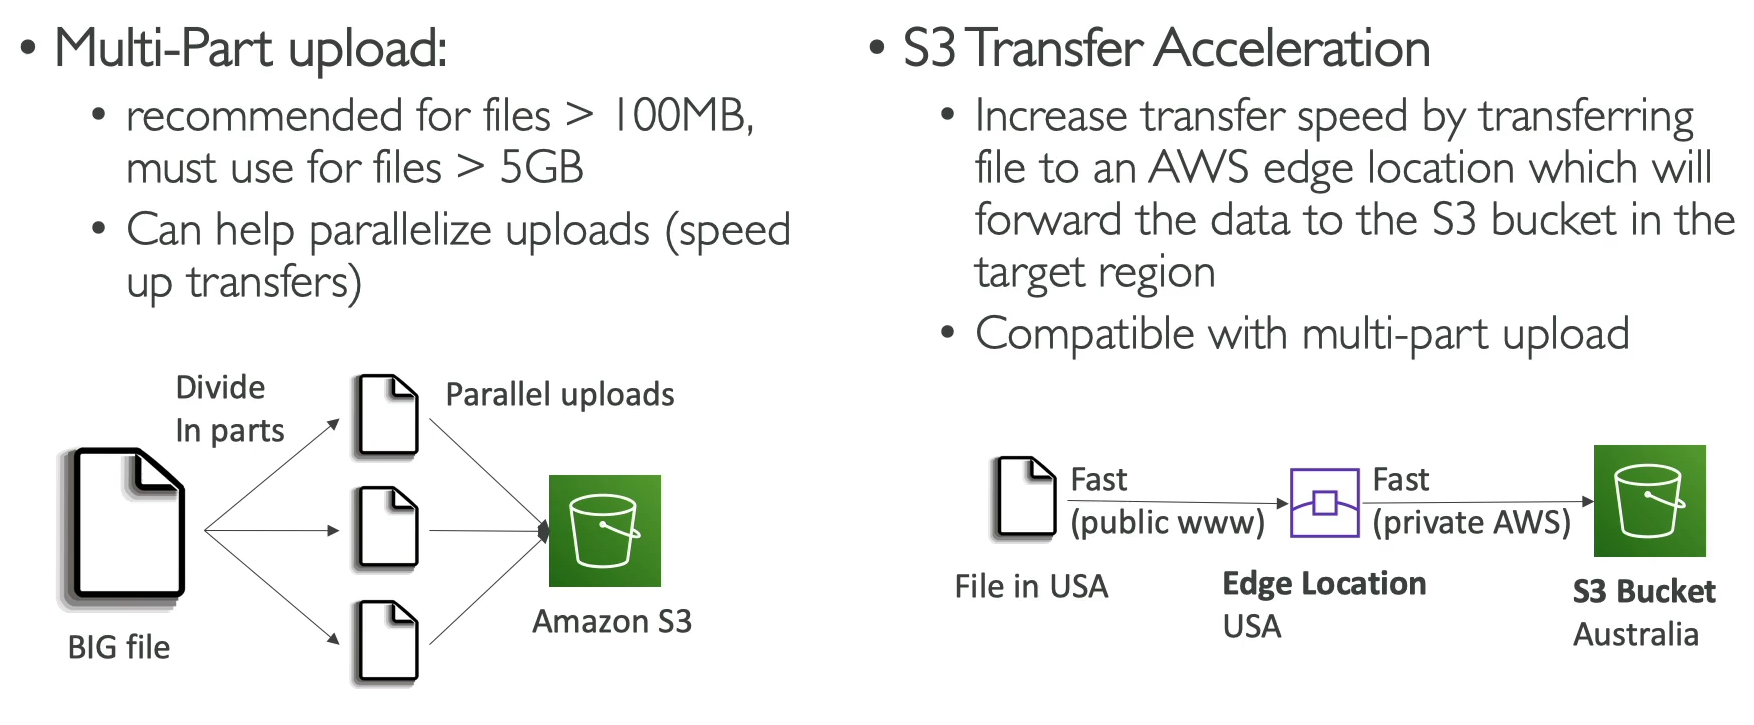 • Multi-Part upload:
• recommended for files > 100MB,
must use for files > 5GB
• Can help parallelize uploads (speed
up transfers)
Divide
In parts
Parallel uploads
BIG file
Amazon S3
• S3 Transfer Acceleration
• Increase transfer speed by transferring
file to an AWS edge location which will
forward the data to the S3 bucket in the
target region
• Compatible with multi-part upload
Fast
(public www)
Fast
(private AWS)
File in USA
Edge Location
USA
S3 Bucket
Australia